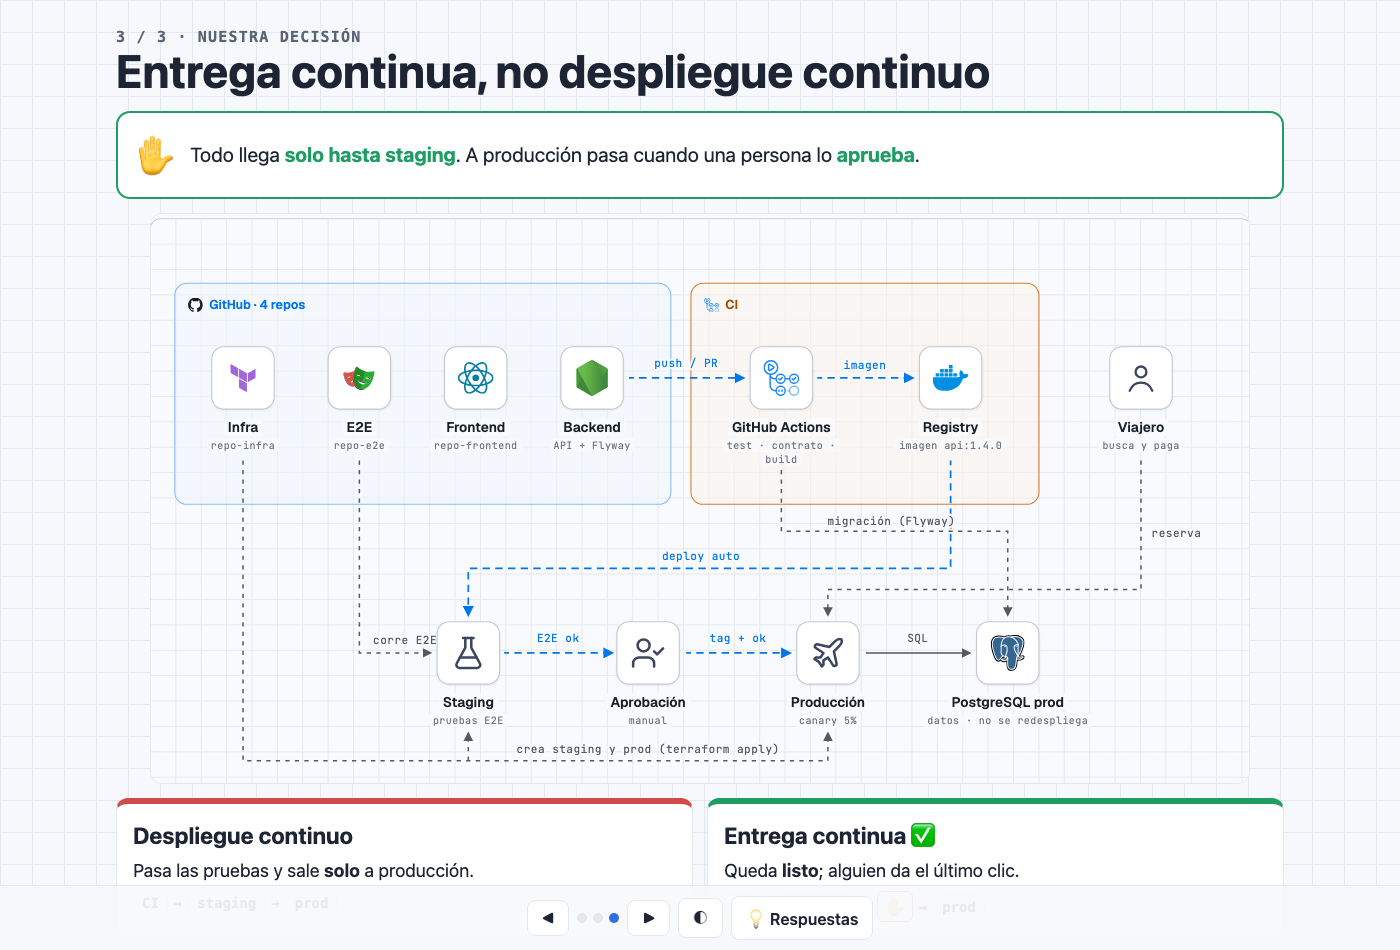 3 / 3 · NUESTRA DECISIÓN
Entrega continua, no despliegue continuo
✋ Todo llega solo hasta staging. A producción pasa cuando una persona lo aprueba.
GitHub · 4 repos
CI
push / PR
imagen
Infra
repo-infra
E2E
repo-e2e
Frontend
repo-frontend
Backend
API + Flyway
GitHub Actions
test · contrato ·
build
Registry
imagen api:1.4.0
Viajero
busca y paga
migración (Flyway)
reserva
deploy auto
corre E2E
E2E ok
tag + ok
SQL
Staging
pruebas E2E
Aprobación
manual
Producción
canary 5%
PostgreSQL prod
datos · no se redespliega
crea staging y prod (terraform apply)
Despliegue continuo
Pasa las pruebas y sale solo a producción.
CI → staging → prod
Entrega continua ✅
Queda listo; alguien da el último clic.
→ prod
💡 Respuestas